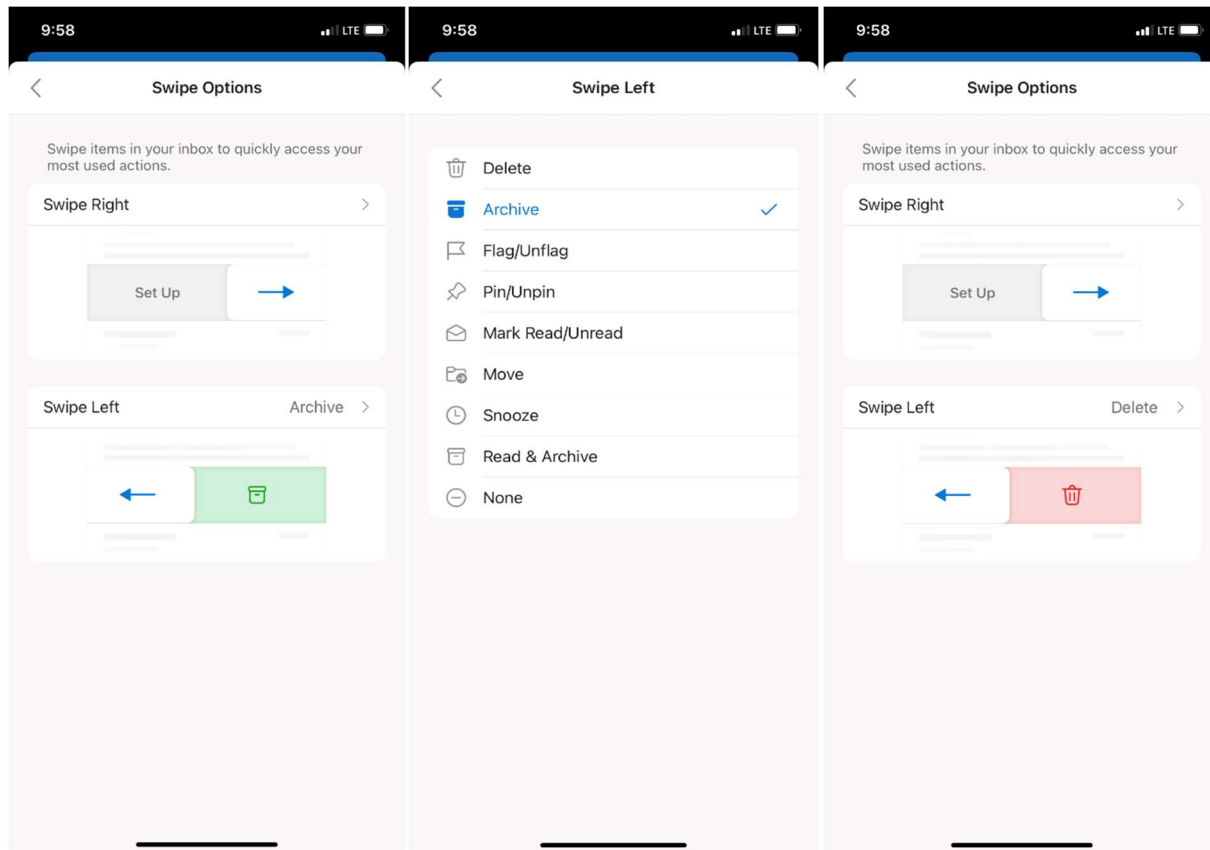 9:58
LTE
Swipe Options
Swipe items in your inbox to quickly access your
most used actions.
Swipe Right
Set Up
Swipe Left Archive
9:58
LTE
Swipe Left
Delete
Archive
Flag/Unflag
Pin/Unpin
Mark Read/Unread
Move
Snooze
Read & Archive
None
9:58
LTE
Swipe Options
Swipe items in your inbox to quickly access your
most used actions.
Swipe Right
Set Up
Swipe Left Delete